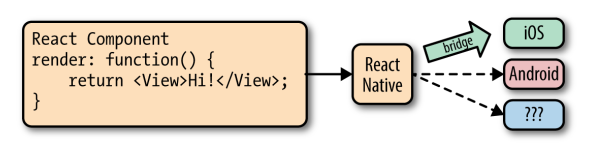 React Component
render: function() {
    return <View>Hi!</View>;
}
React
Native
bridge
iOS
Android
???